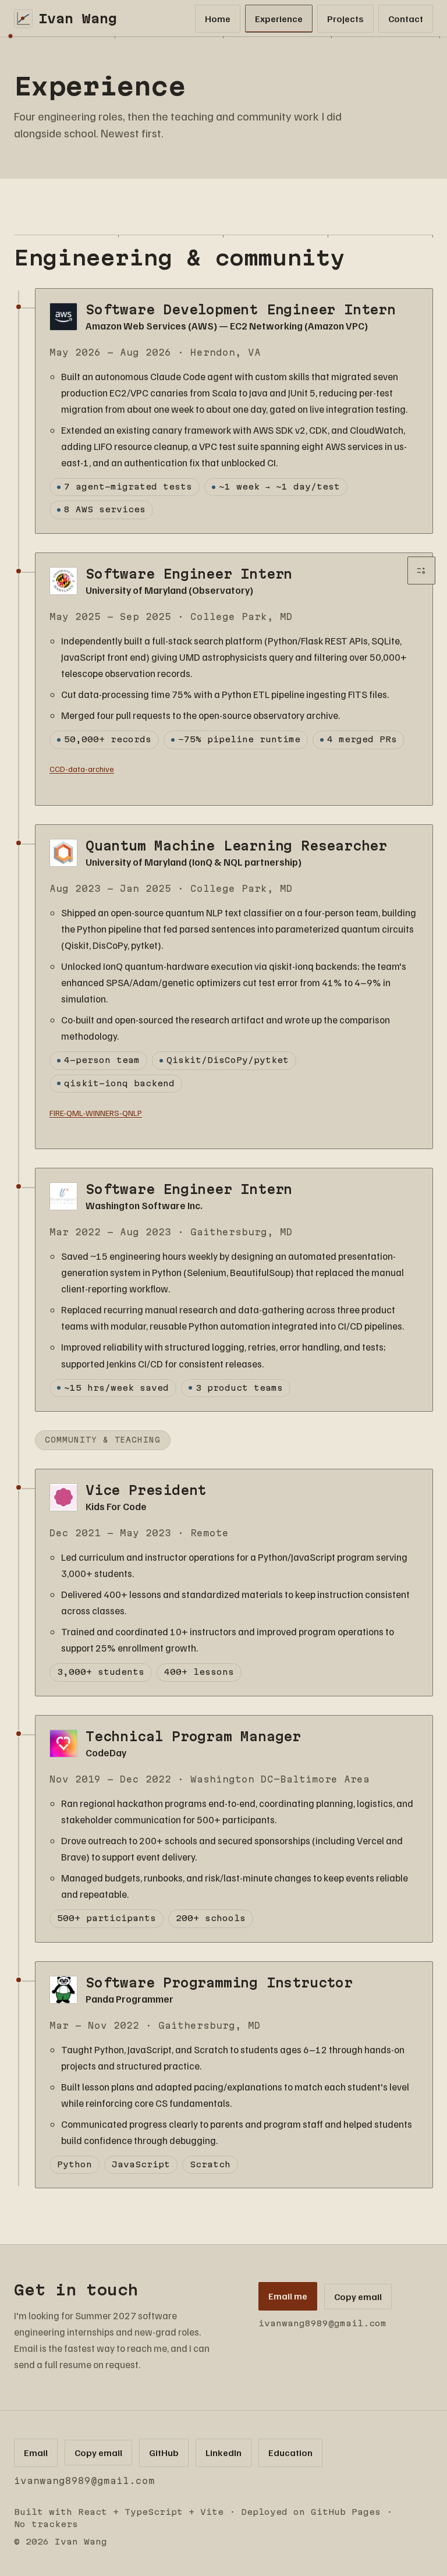 Ivan Wang
Home
Experience
Projects
Contact
Experience
Four engineering roles, then the teaching and community work I did
alongside school. Newest first.
Engineering & community
aws
Software Development Engineer Intern
Amazon Web Services (AWS) — EC2 Networking (Amazon VPC)
May 2026 – Aug 2026 · Herndon, VA
Built an autonomous Claude Code agent with custom skills that migrated seven
production EC2/VPC canaries from Scala to Java and JUnit 5, reducing per-test
migration from about one week to about one day, gated on live integration testing.
Extended an existing canary framework with AWS SDK v2, CDK, and CloudWatch,
adding LIFO resource cleanup, a VPC test suite spanning eight AWS services in us-
east-1, and an authentication fix that unblocked CI.
7 agent-migrated tests
~1 week → ~1 day/test
8 AWS services
Software Engineer Intern
University of Maryland (Observatory)
May 2025 – Sep 2025 · College Park, MD
Independently built a full-stack search platform (Python/Flask REST APIs, SQLite,
JavaScript front end) giving UMD astrophysicists query and filtering over 50,000+
telescope observation records.
Cut data-processing time 75% with a Python ETL pipeline ingesting FITS files.
Merged four pull requests to the open-source observatory archive.
50,000+ records
−75% pipeline runtime
4 merged PRs
CCD-data-archive
Quantum Machine Learning Researcher
University of Maryland (IonQ & NQL partnership)
Aug 2023 – Jan 2025 · College Park, MD
Shipped an open-source quantum NLP text classifier on a four-person team, building
the Python pipeline that fed parsed sentences into parameterized quantum circuits
(Qiskit, DisCoPy, pytket).
Unlocked IonQ quantum-hardware execution via qiskit-ionq backends; the team's
enhanced SPSA/Adam/genetic optimizers cut test error from 41% to 4–9% in
simulation.
Co-built and open-sourced the research artifact and wrote up the comparison
methodology.
4-person team
Qiskit/DisCoPy/pytket
qiskit-ionq backend
FIRE-QML-WINNERS-QNLP
Software Engineer Intern
Washington Software Inc.
Mar 2022 – Aug 2023 · Gaithersburg, MD
Saved ~15 engineering hours weekly by designing an automated presentation-
generation system in Python (Selenium, BeautifulSoup) that replaced the manual
client-reporting workflow.
Replaced recurring manual research and data-gathering across three product
teams with modular, reusable Python automation integrated into CI/CD pipelines.
Improved reliability with structured logging, retries, error handling, and tests;
supported Jenkins CI/CD for consistent releases.
~15 hrs/week saved
3 product teams
COMMUNITY & TEACHING
Vice President
Kids For Code
Dec 2021 – May 2023 · Remote
Led curriculum and instructor operations for a Python/JavaScript program serving
3,000+ students.
Delivered 400+ lessons and standardized materials to keep instruction consistent
across classes.
Trained and coordinated 10+ instructors and improved program operations to
support 25% enrollment growth.
3,000+ students
400+ lessons
Technical Program Manager
CodeDay
Nov 2019 – Dec 2022 · Washington DC–Baltimore Area
Ran regional hackathon programs end-to-end, coordinating planning, logistics, and
stakeholder communication for 500+ participants.
Drove outreach to 200+ schools and secured sponsorships (including Vercel and
Brave) to support event delivery.
Managed budgets, runbooks, and risk/last-minute changes to keep events reliable
and repeatable.
500+ participants
200+ schools
Software Programming Instructor
Panda Programmer
Mar – Nov 2022 · Gaithersburg, MD
Taught Python, JavaScript, and Scratch to students ages 6–12 through hands-on
projects and structured practice.
Built lesson plans and adapted pacing/explanations to match each student's level
while reinforcing core CS fundamentals.
Communicated progress clearly to parents and program staff and helped students
build confidence through debugging.
Python
JavaScript
Scratch
Get in touch
I'm looking for Summer 2027 software
engineering internships and new-grad roles.
Email is the fastest way to reach me, and I can
send a full resume on request.
Email me
Copy email
ivanwang8989@gmail.com
Email
Copy email
GitHub
LinkedIn
Education
ivanwang8989@gmail.com
Built with React + TypeScript + Vite · Deployed on GitHub Pages ·
No trackers
© 2026 Ivan Wang